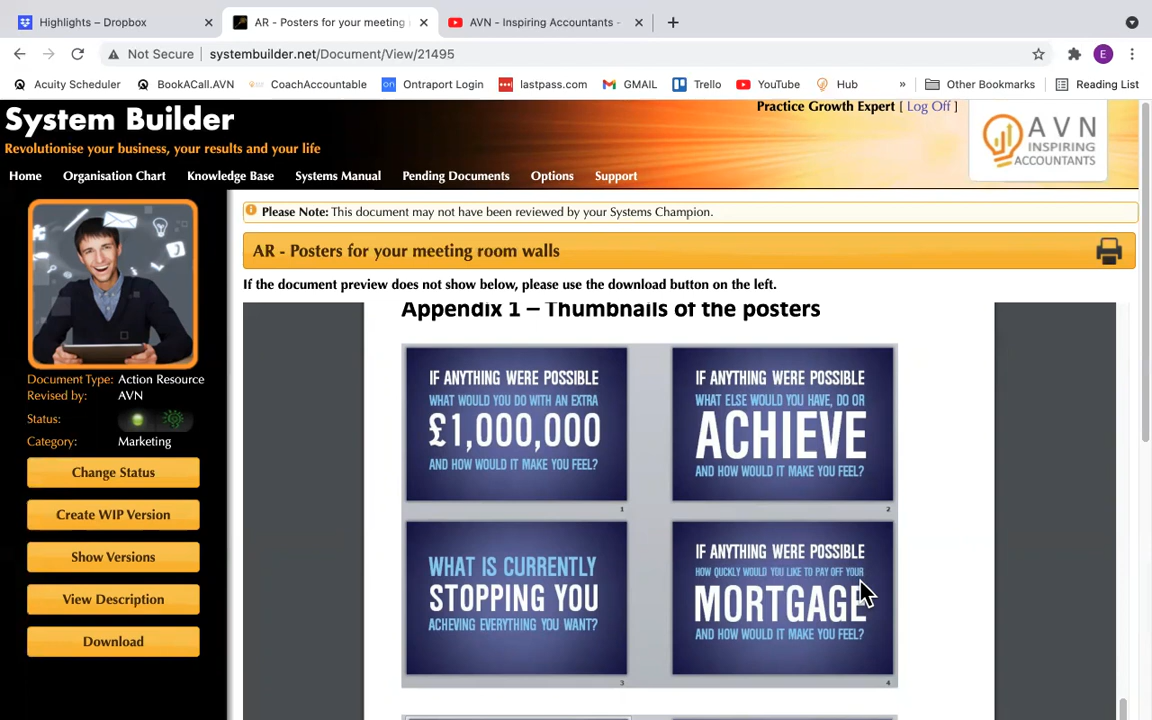 Highlights – Dropbox
AR - Posters for your meeting
AVN - Inspiring Accountants -
Not Secure systembuilder.net/Document/View/21495
E
Acuity Scheduler BookACall.AVN CoachAccountable Ontraport Login lastpass.com GMAIL Trello YouTube Hub » Other Bookmarks Reading List
System Builder
Revolutionise your business, your results and your life
Practice Growth Expert [ Log Off ]
AVN
INSPIRING
ACCOUNTANTS
Home Organisation Chart Knowledge Base Systems Manual Pending Documents Options Support
Please Note: This document may not have been reviewed by your Systems Champion.
AR - Posters for your meeting room walls
If the document preview does not show below, please use the download button on the left.
Document Type: Action Resource
Revised by: AVN
Status:
Category: Marketing
Change Status
Create WIP Version
Show Versions
View Description
Download
Appendix 1 – Thumbnails of the posters
IF ANYTHING WERE POSSIBLE
WHAT WOULD YOU DO WITH AN EXTRA
£1,000,000
AND HOW WOULD IT MAKE YOU FEEL?
1
IF ANYTHING WERE POSSIBLE
WHAT ELSE WOULD YOU HAVE, DO OR
ACHIEVE
AND HOW WOULD IT MAKE YOU FEEL?
2
WHAT IS CURRENTLY
STOPPING YOU
ACHEVING EVERYTHING YOU WANT?
3
IF ANYTHING WERE POSSIBLE
HOW QUCKLY WOULD YOU LIKE TO PAY OFF YOUR
MORTGAGE
AND HOW WOULD IT MAKE YOU FEEL?
4